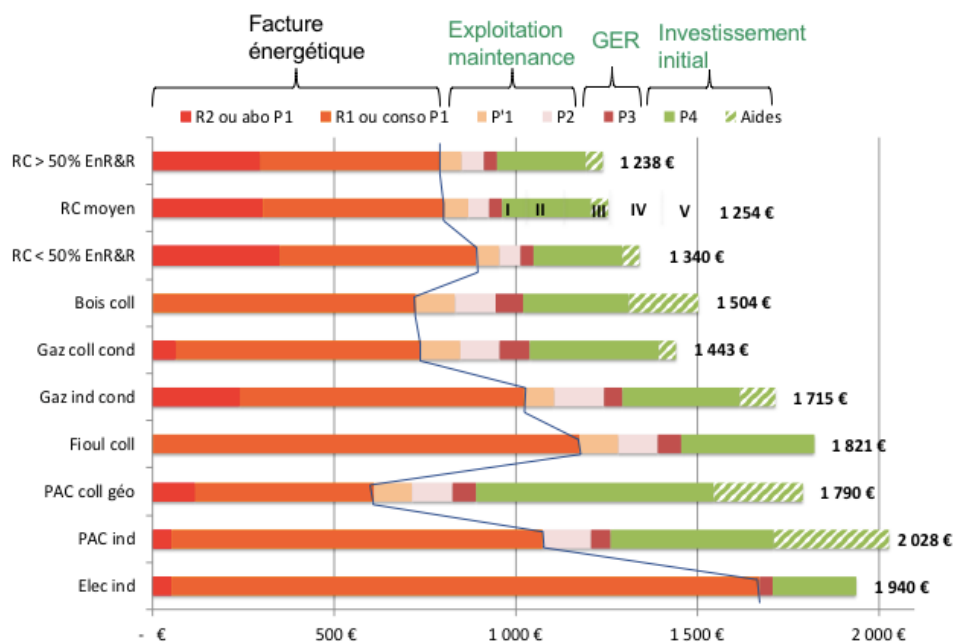 Facture
énergétique
Exploitation
maintenance
GER
Investissement
initial
R2 ou abo P1
R1 ou conso P1
P'1
P2
P3
P4
Aides
RC > 50% EnR&R
1 238 €
RC moyen
I
II
III
IV
V
1 254 €
RC < 50% EnR&R
1 340 €
Bois coll
1 504 €
Gaz coll cond
1 443 €
Gaz ind cond
1 715 €
Fioul coll
1 821 €
PAC coll géo
1 790 €
PAC ind
2 028 €
Elec ind
1 940 €
- €
500 €
1 000 €
1 500 €
2 000 €